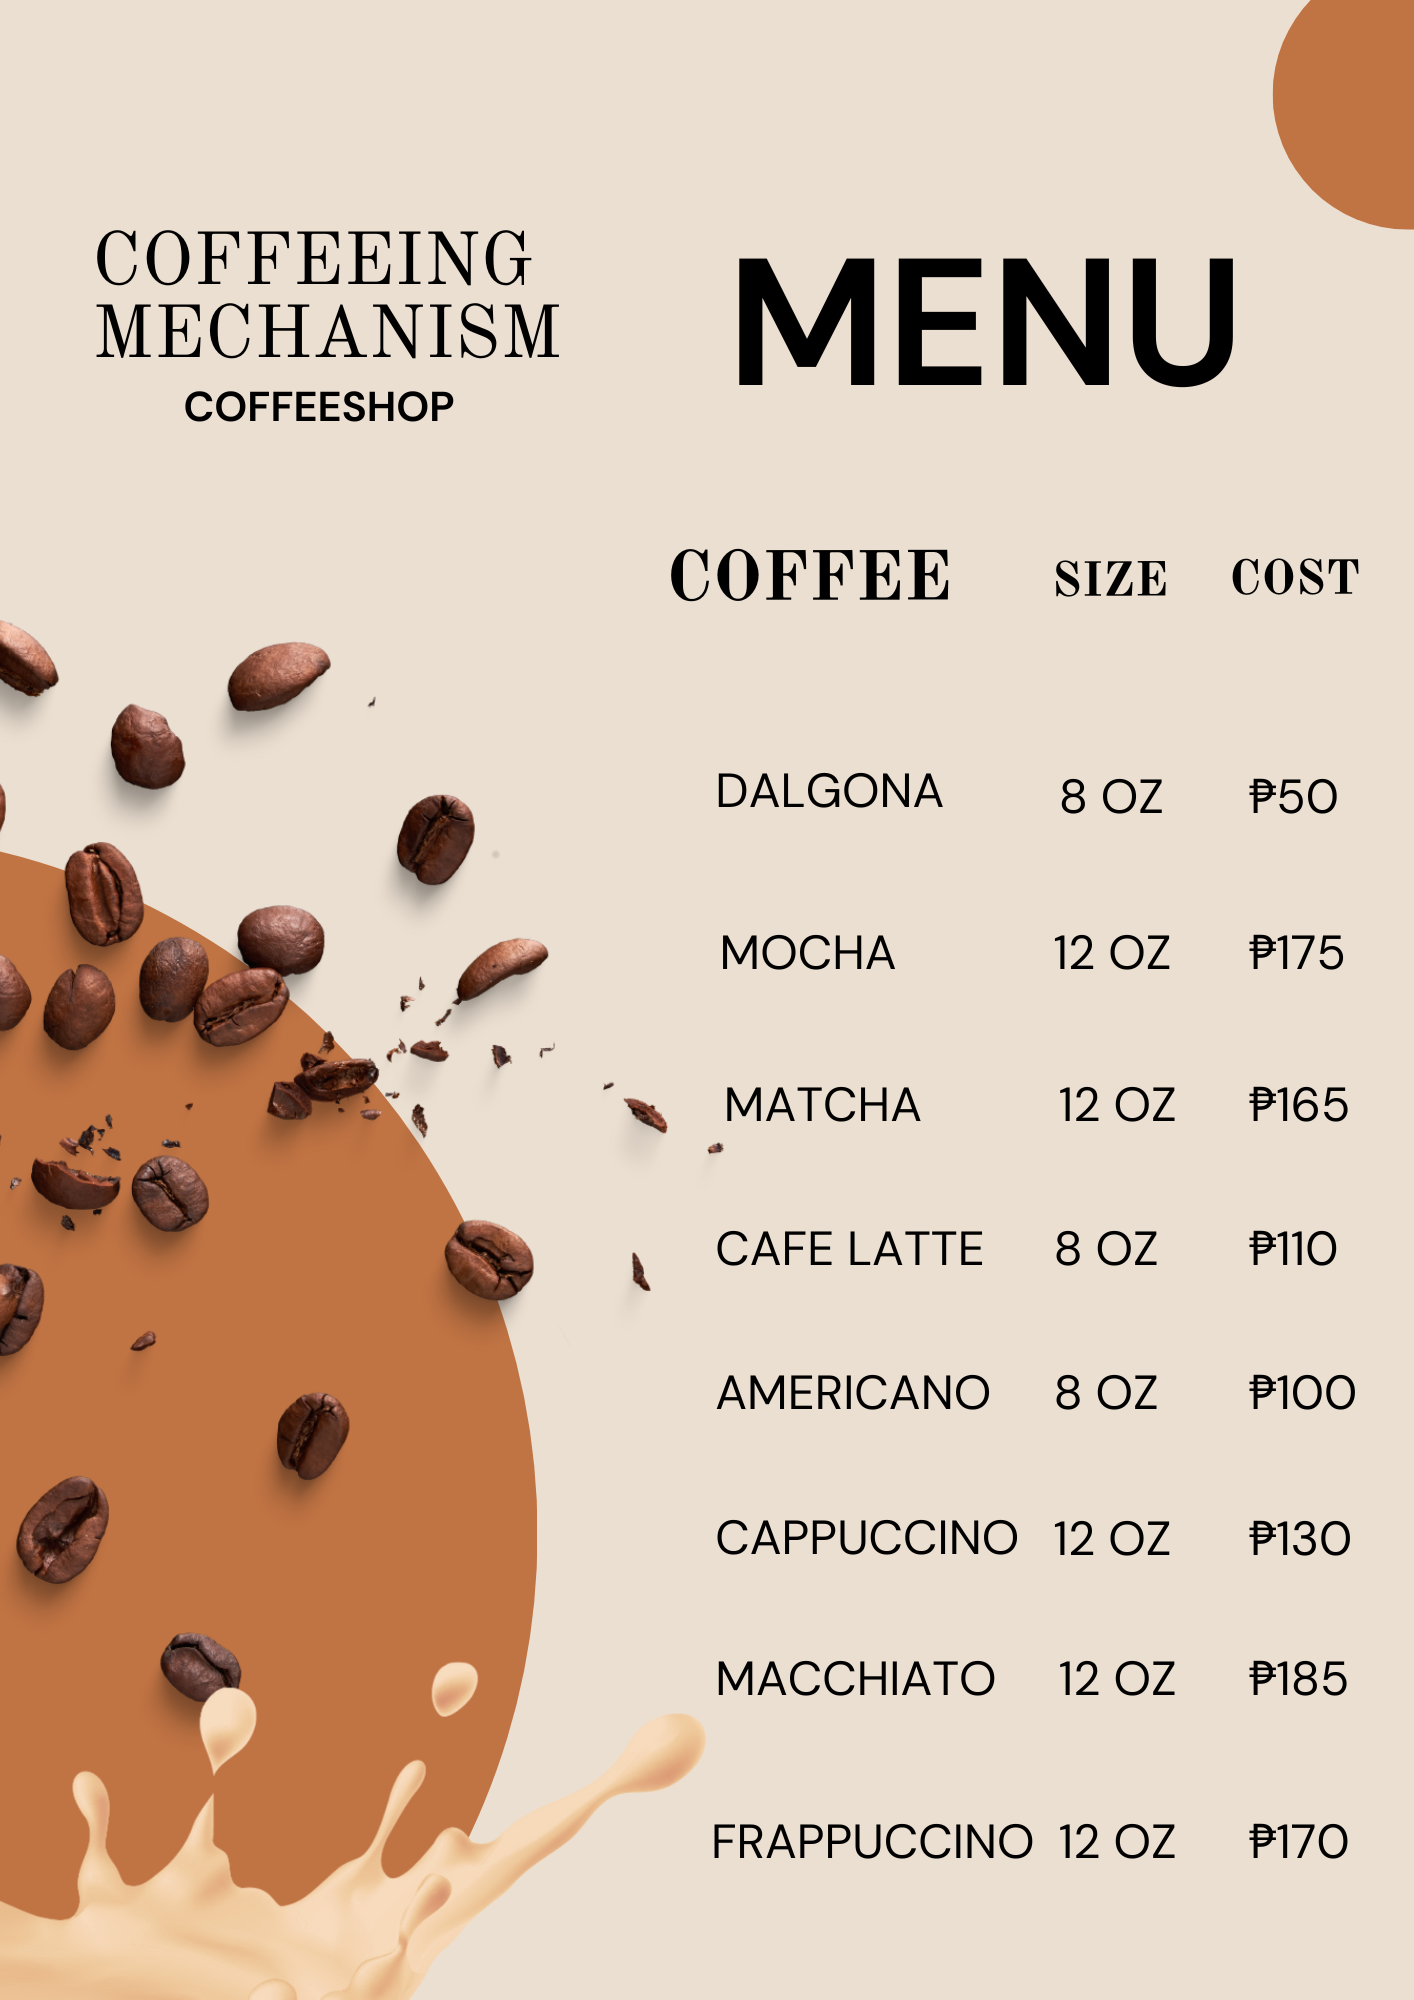 COFFEEING
MECHANISM
COFFEESHOP
MENU
COFFEE SIZE COST
DALGONA 8 OZ ₱50
MOCHA 12 OZ ₱175
MATCHA 12 OZ ₱165
CAFE LATTE 8 OZ ₱110
AMERICANO 8 OZ ₱100
CAPPUCCINO 12 OZ ₱130
MACCHIATO 12 OZ ₱185
FRAPPUCCINO 12 OZ ₱170